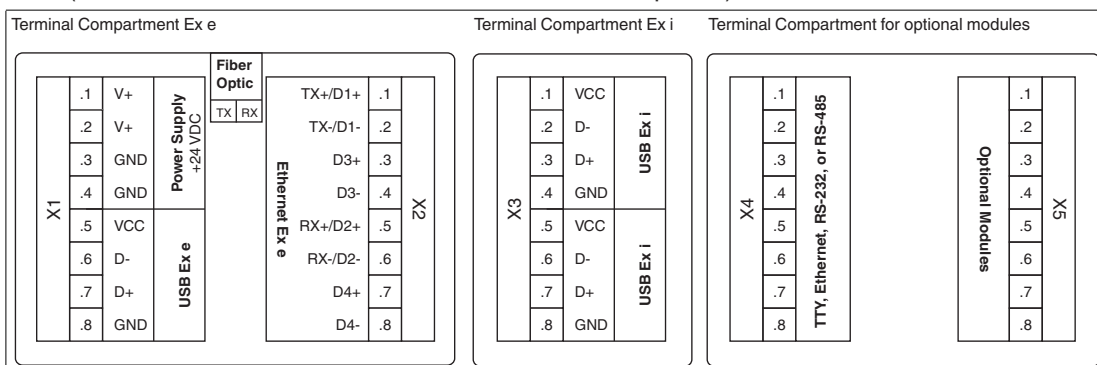 Terminal Compartment Ex e
X1
.1 V+
.2 V+
.3 GND
.4 GND
.5 VCC
.6 D-
.7 D+
.8 GND
Power Supply
+24 VDC
USB Ex e
Fiber
Optic
TX RX
Ethernet Ex e
TX+/D1+ .1
TX-/D1- .2
D3+ .3
D3- .4
RX+/D2+ .5
RX-/D2- .6
D4+ .7
D4- .8
X2
Terminal Compartment Ex i
X3
.1 VCC
.2 D-
.3 D+
.4 GND
.5 VCC
.6 D-
.7 D+
.8 GND
USB Ex i
USB Ex i
Terminal Compartment for optional modules
X4
.1
.2
.3
.4
.5
.6
.7
.8
TTY, Ethernet, RS-232, or RS-485
Optional Modules
.1
.2
.3
.4
.5
.6
.7
.8
X5